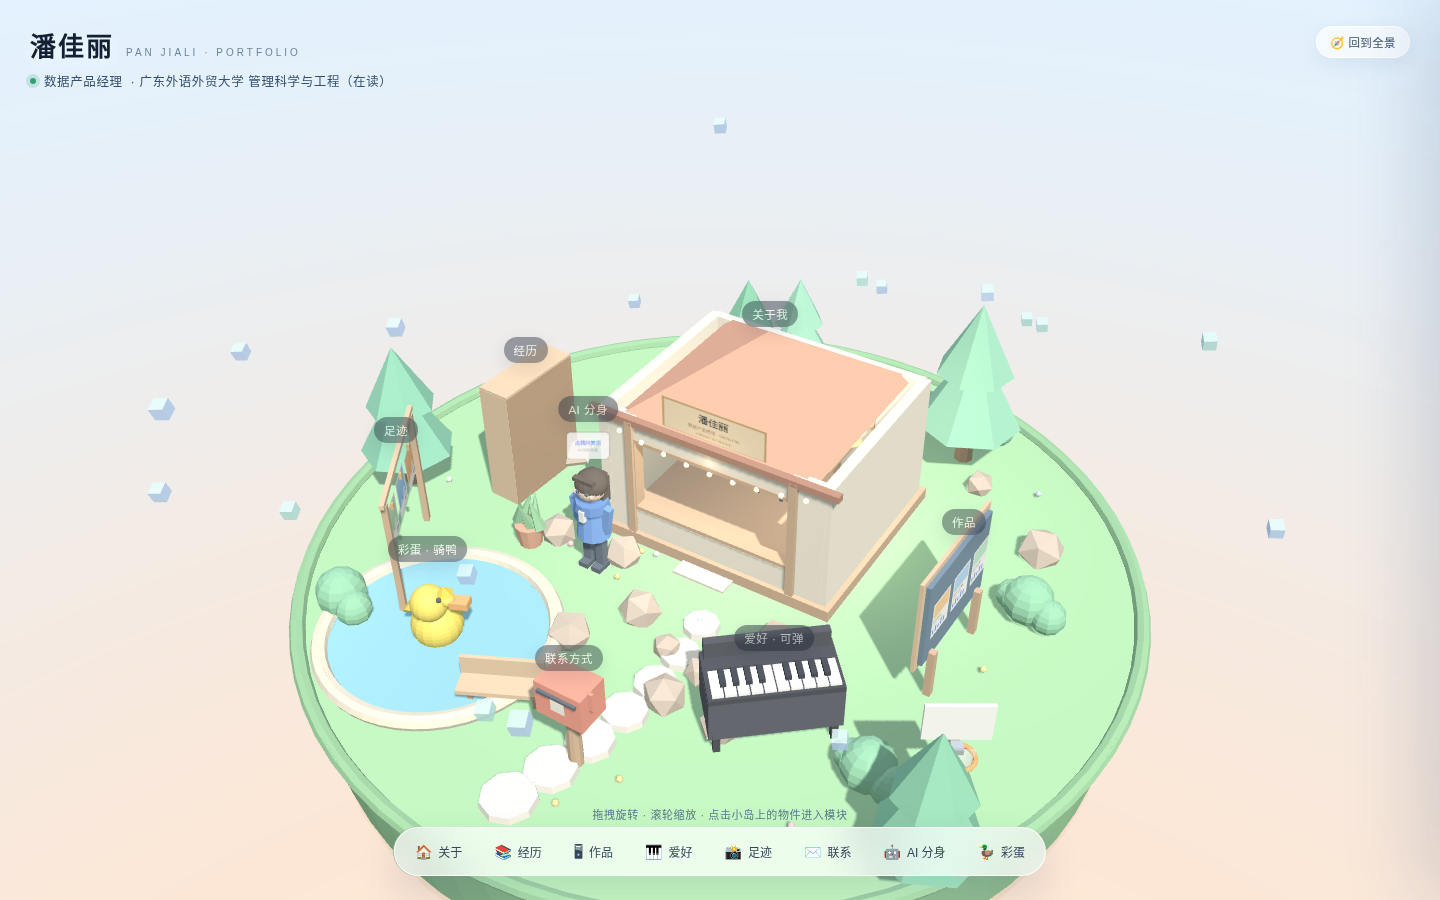 潘佳丽 PAN JIALI · PORTFOLIO
数据产品经理 · 广东外语外贸大学 管理科学与工程（在读）
🧭 回到全景
关于我
经历
AI 分身
足迹
潘佳丽
作品
彩蛋 · 骑鸭
爱好 · 可弹
联系方式
拖拽旋转 · 滚轮缩放 · 点击小岛上的物件进入模块
🏠 关于
📚 经历
🖥 作品
🎹 爱好
📸 足迹
✉️ 联系
🤖 AI 分身
🦆 彩蛋